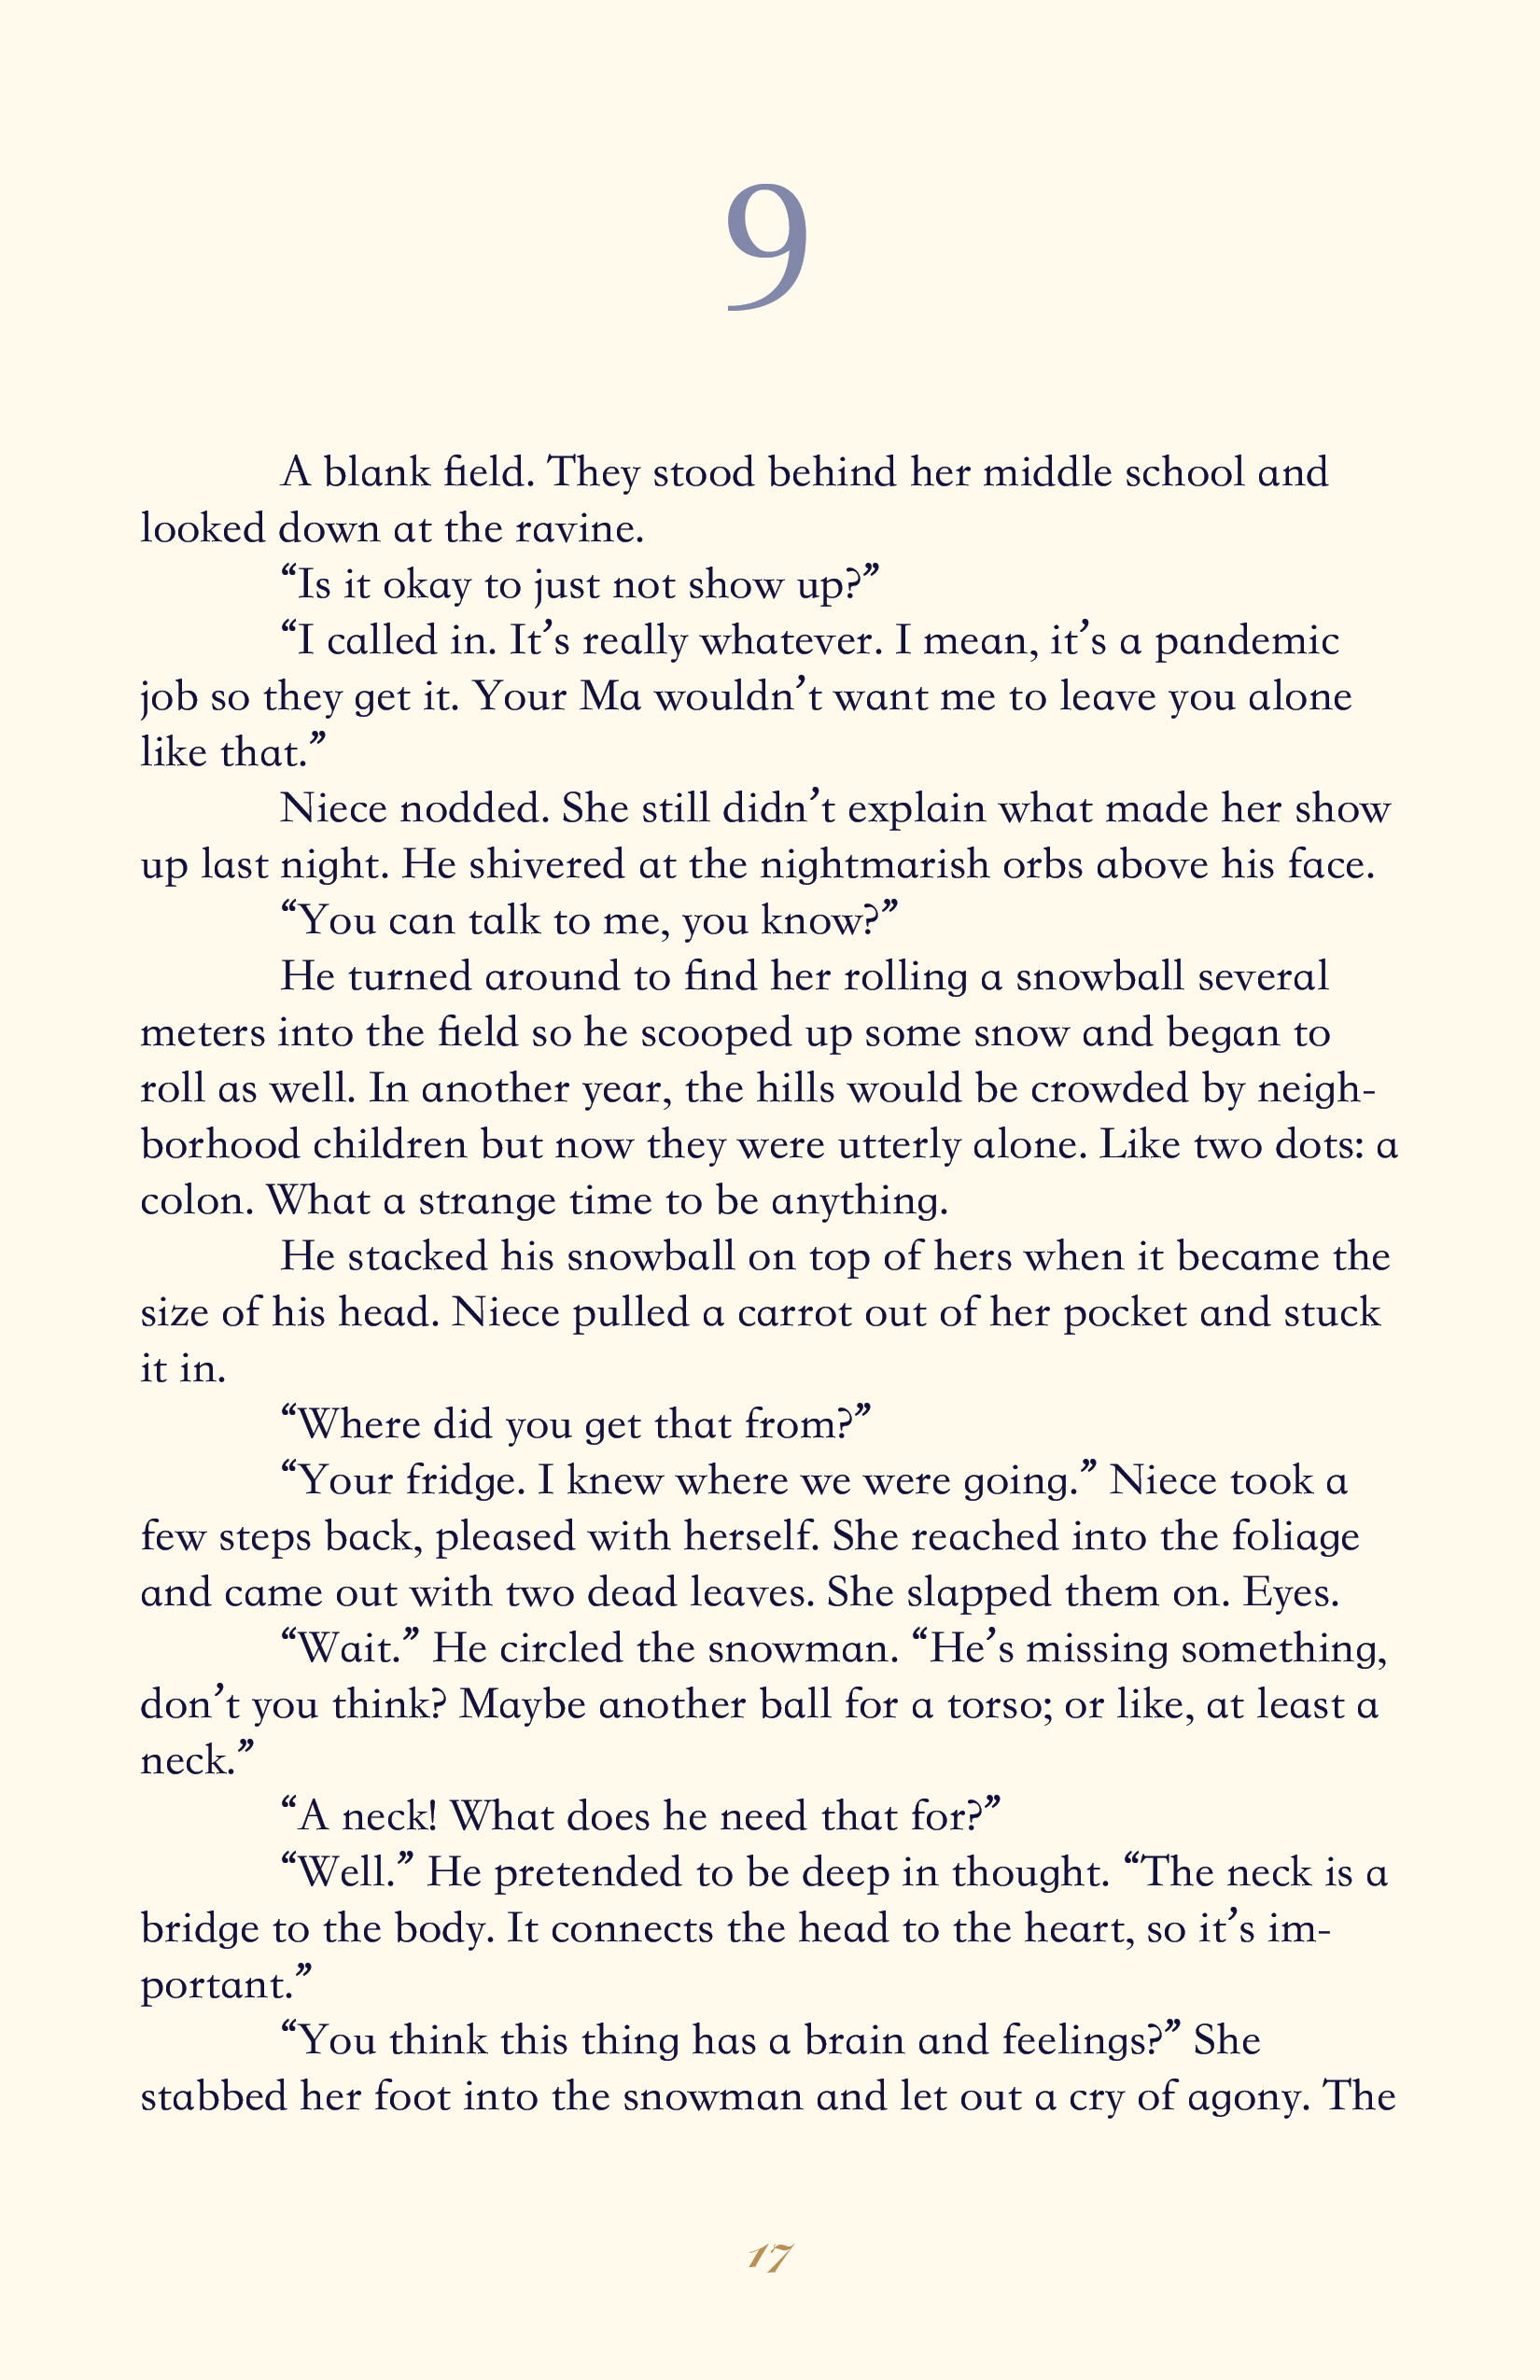 9
A blank field. They stood behind her middle school and
looked down at the ravine.
“Is it okay to just not show up?”
“I called in. It’s really whatever. I mean, it’s a pandemic
job so they get it. Your Ma wouldn’t want me to leave you alone
like that.”
Niece nodded. She still didn’t explain what made her show
up last night. He shivered at the nightmarish orbs above his face.
“You can talk to me, you know?”
He turned around to find her rolling a snowball several
meters into the field so he scooped up some snow and began to
roll as well. In another year, the hills would be crowded by neigh-
borhood children but now they were utterly alone. Like two dots: a
colon. What a strange time to be anything.
He stacked his snowball on top of hers when it became the
size of his head. Niece pulled a carrot out of her pocket and stuck
it in.
“Where did you get that from?”
“Your fridge. I knew where we were going.” Niece took a
few steps back, pleased with herself. She reached into the foliage
and came out with two dead leaves. She slapped them on. Eyes.
“Wait.” He circled the snowman. “He’s missing something,
don’t you think? Maybe another ball for a torso; or like, at least a
neck.”
“A neck! What does he need that for?”
“Well.” He pretended to be deep in thought. “The neck is a
bridge to the body. It connects the head to the heart, so it’s im-
portant.”
“You think this thing has a brain and feelings?” She
stabbed her foot into the snowman and let out a cry of agony. The
17